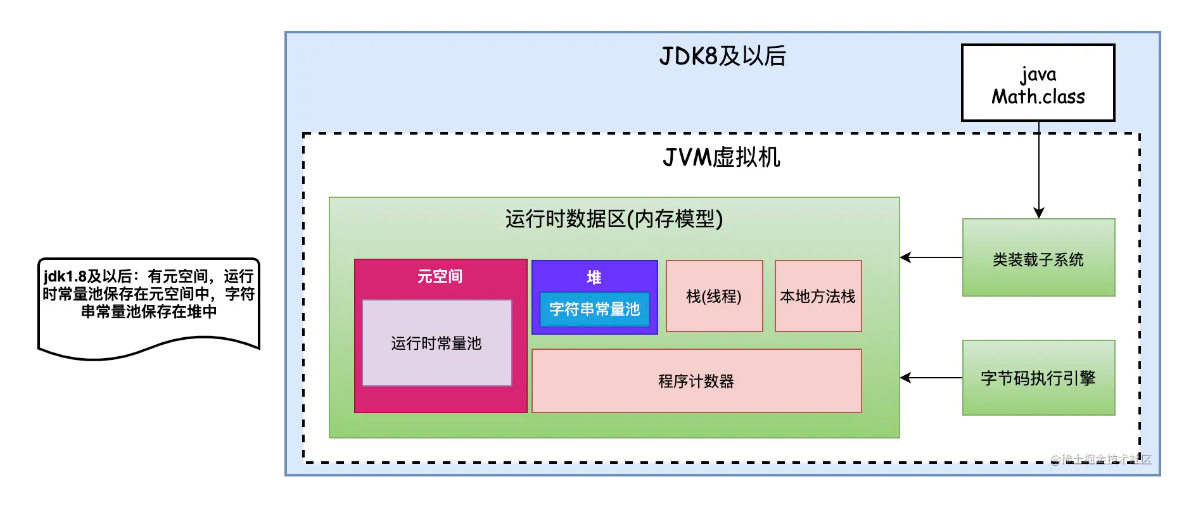 JDK8及以后
java
Math.class
JVM虚拟机
运行时数据区(内存模型)
jdk1.8及以后：有元空间，运行
时常量池保存在元空间中，字符
串常量池保存在堆中
元空间
运行时常量池
堆
字符串常量池
栈(线程)
本地方法栈
程序计数器
类装载子系统
字节码执行引擎
@稀土掘金技术社区